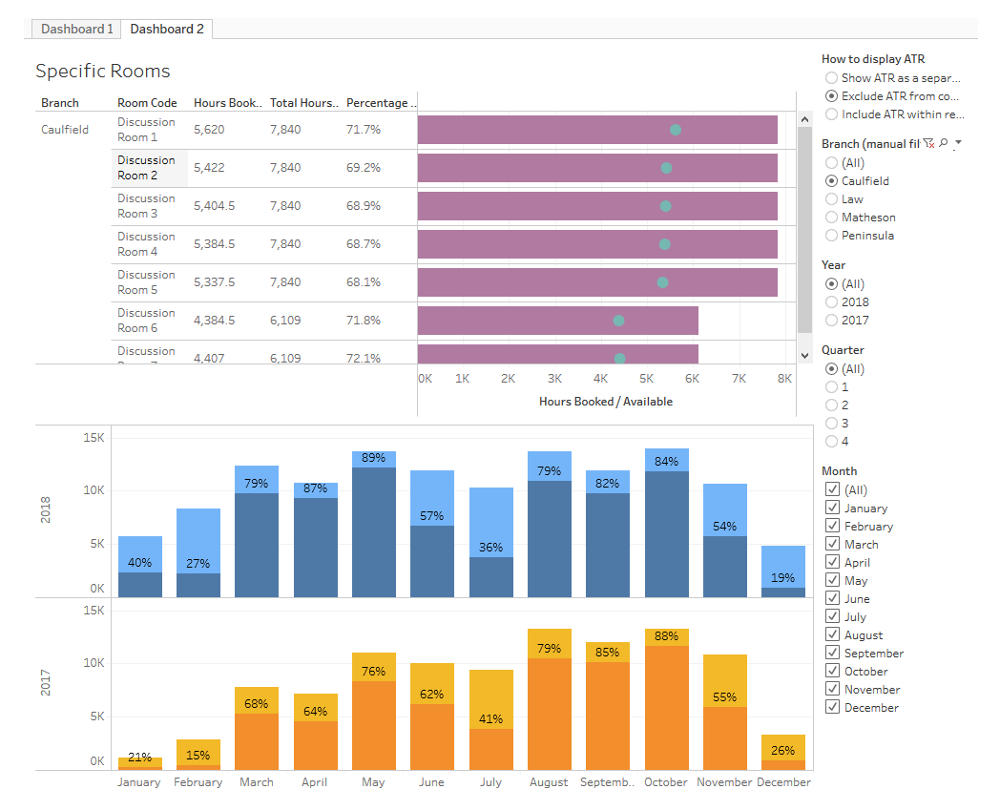 Dashboard 1 Dashboard 2
Specific Rooms
Branch Room Code Hours Book.. Total Hours.. Percentage ..
Caulfield Discussion
Room 1 5,620 7,840 71.7%
Discussion
Room 2 5,422 7,840 69.2%
Discussion
Room 3 5,404.5 7,840 68.9%
Discussion
Room 4 5,384.5 7,840 68.7%
Discussion
Room 5 5,337.5 7,840 68.1%
Discussion
Room 6 4,384.5 6,109 71.8%
Discussion
4,407 6,109 72.1%
0K 1K 2K 3K 4K 5K 6K 7K 8K
Hours Booked / Available
How to display ATR
Show ATR as a separ...
Exclude ATR from co...
Include ATR within re...
Branch (manual fil
(All)
Caulfield
Law
Matheson
Peninsula
Year
(All)
2018
2017
Quarter
(All)
1
2
3
4
Month
(All)
January
February
March
April
May
June
July
August
September
October
November
December
2018
15K
10K
5K
0K
40% 27% 79% 87% 89% 57% 36% 79% 82% 84% 54% 19%
2017
15K
10K
5K
0K
21% 15% 68% 64% 76% 62% 41% 79% 85% 88% 55% 26%
January February March April May June July August Septemb.. October November December